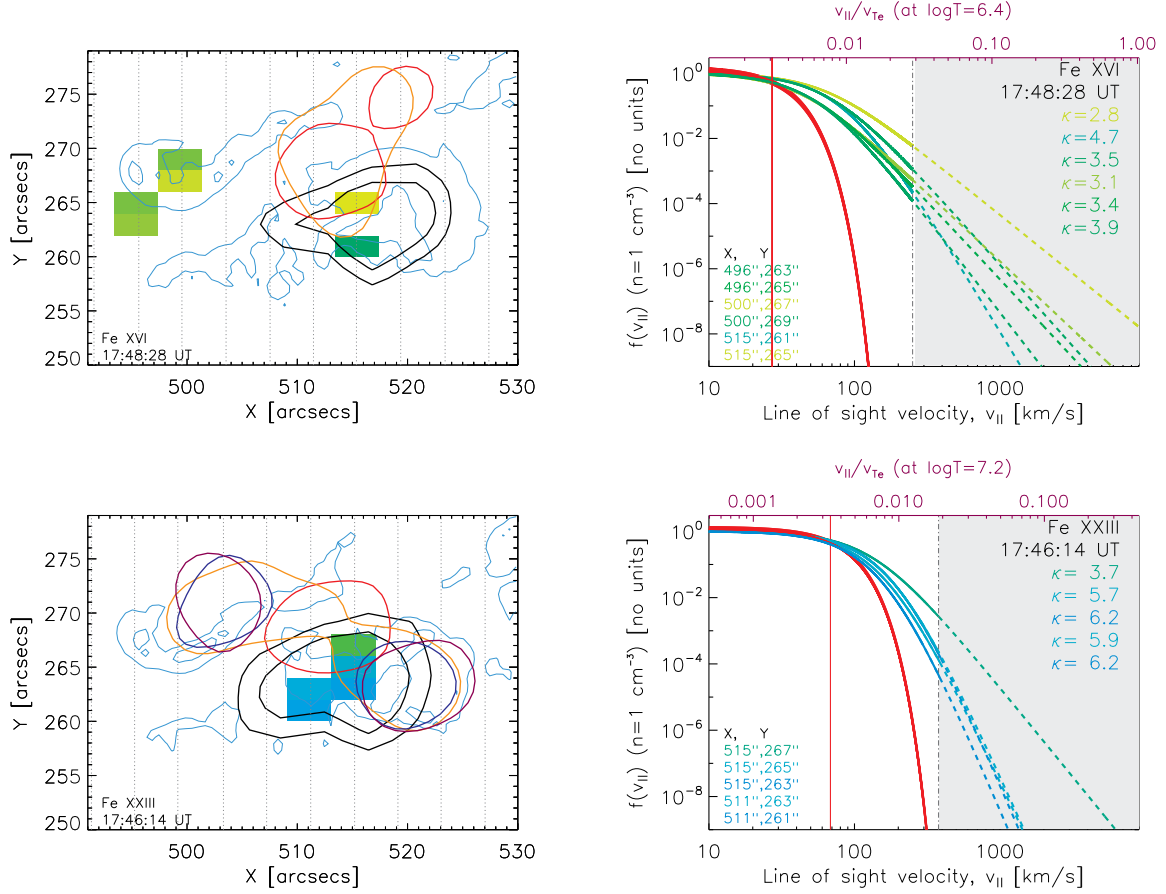 275
270
265
260
255
250
Y [arcsecs]
Fe XVI
17:48:28 UT
500 510 520 530
X [arcsecs]
v_II/v_Te (at logT=6.4)
0.01 0.10 1.00
10⁰
10⁻²
10⁻⁴
10⁻⁶
10⁻⁸
f(v_II) (n=1 cm⁻³) [no units]
Fe XVI
17:48:28 UT
κ=2.8
κ=4.7
κ=3.5
κ=3.1
κ=3.4
κ=3.9
X, Y
496",263"
496",265"
500",267"
500",269"
515",261"
515",265"
10 100 1000
Line of sight velocity, v_II [km/s]
275
270
265
260
255
250
Y [arcsecs]
Fe XXIII
17:46:14 UT
500 510 520 530
X [arcsecs]
v_II/v_Te (at logT=7.2)
0.001 0.010 0.100
10⁰
10⁻²
10⁻⁴
10⁻⁶
10⁻⁸
f(v_II) (n=1 cm⁻³) [no units]
Fe XXIII
17:46:14 UT
κ= 3.7
κ= 5.7
κ= 6.2
κ= 5.9
κ= 6.2
X, Y
515",267"
515",265"
515",263"
511",263"
511",261"
10 100 1000
Line of sight velocity, v_II [km/s]